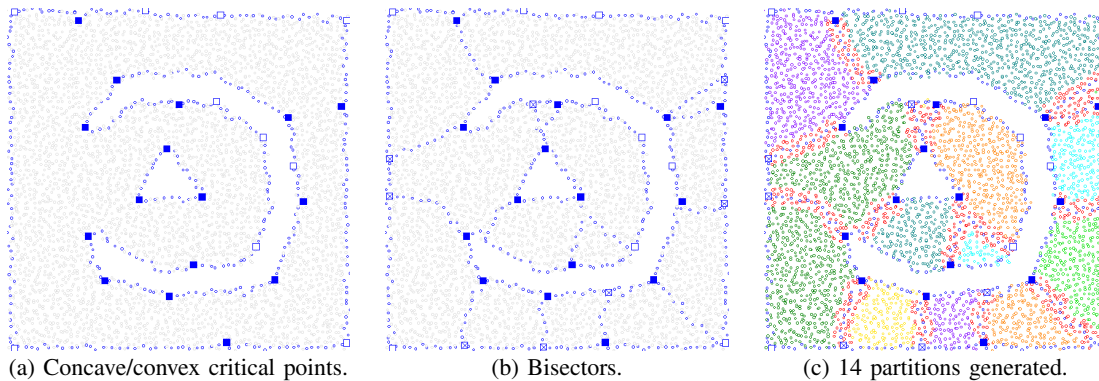 (a) Concave/convex critical points.
(b) Bisectors.
(c) 14 partitions generated.